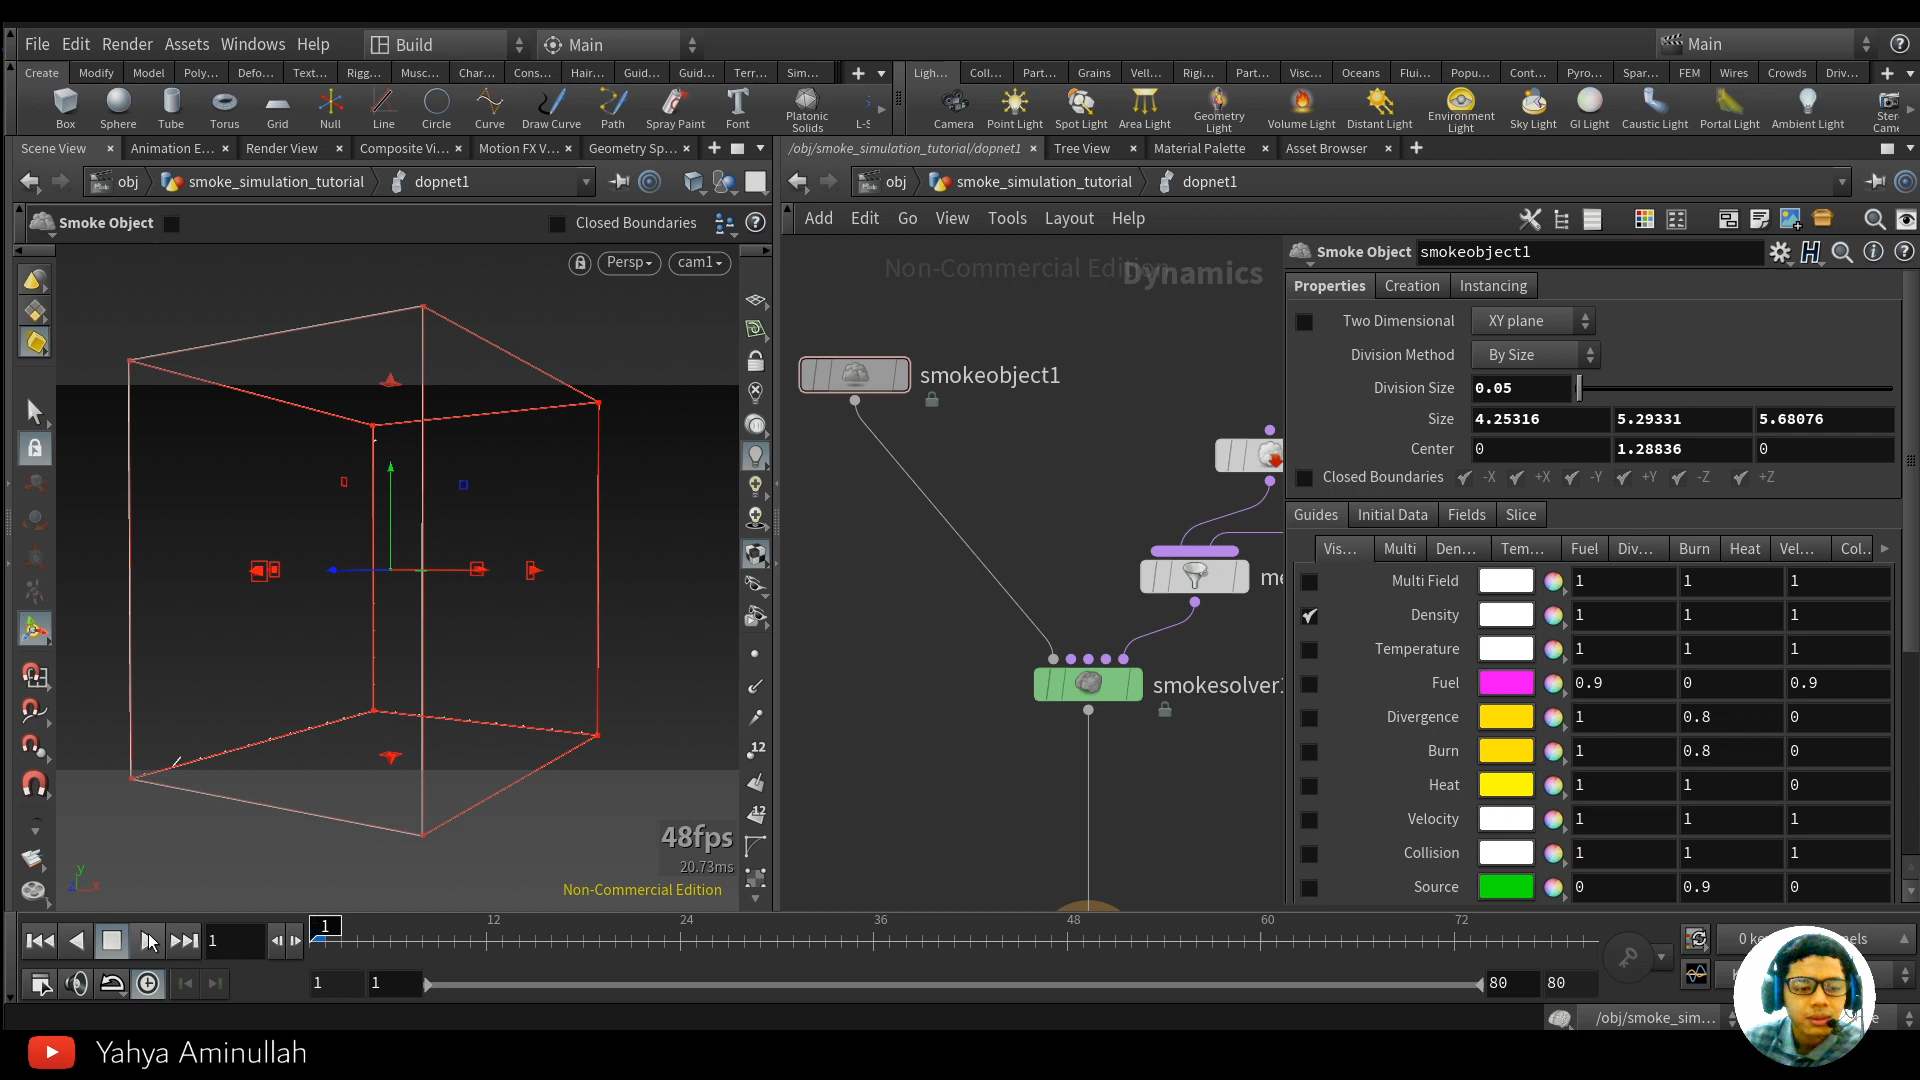 File Edit Render Assets Windows Help Build Main Main
Create Modify Model Poly... Defo... Text... Rigg... Musc... Char... Cons... Hair... Guid... Guid... Terr... Sim...
Ligh... Coll... Part... Grains Vell... Rigi... Part... Visc... Oceans Flui... Popu... Cont... Pyro... Spar... FEM Wires Crowds Driv...
Box Sphere Tube Torus Grid Null Line Circle Curve Draw Curve Path Spray Paint Font Platonic Solids L-S
Camera Point Light Spot Light Area Light Geometry Light Volume Light Distant Light Environment Light Sky Light GI Light Caustic Light Portal Light Ambient Light Ster Came
Scene View Animation E... Render View Composite Vi... Motion FX V... Geometry Sp...
/obj/smoke_simulation_tutorial/dopnet1 Tree View Material Palette Asset Browser
obj smoke_simulation_tutorial dopnet1
obj smoke_simulation_tutorial dopnet1
Smoke Object Closed Boundaries
Add Edit Go View Tools Layout Help
Persp cam1
Non-Commercial Edition
Dynamics
Smoke Object smokeobject1
Properties Creation Instancing
Two Dimensional XY plane
Division Method By Size
Division Size 0.05
Size 4.25316 5.29331 5.68076
Center 0 1.28836 0
Closed Boundaries -X +X -Y +Y -Z +Z
Guides Initial Data Fields Slice
Vis... Multi Den... Tem... Fuel Div... Burn Heat Vel... Col...
Multi Field 1 1 1
Density 1 1 1
Temperature 1 1 1
Fuel 0.9 0 0.9
Divergence 1 0.8 0
Burn 1 0.8 0
Heat 1 1 0
Velocity 1 1 1
Collision 1 1 1
Source 0 0.9 0
smokeobject1
me
smokesolver1
12
12
48fps
20.73ms
Non-Commercial Edition
y
z x
1 1 12 24 36 48 60 72
1 1 80 80
/obj/smoke_sim...
Yahya Aminullah